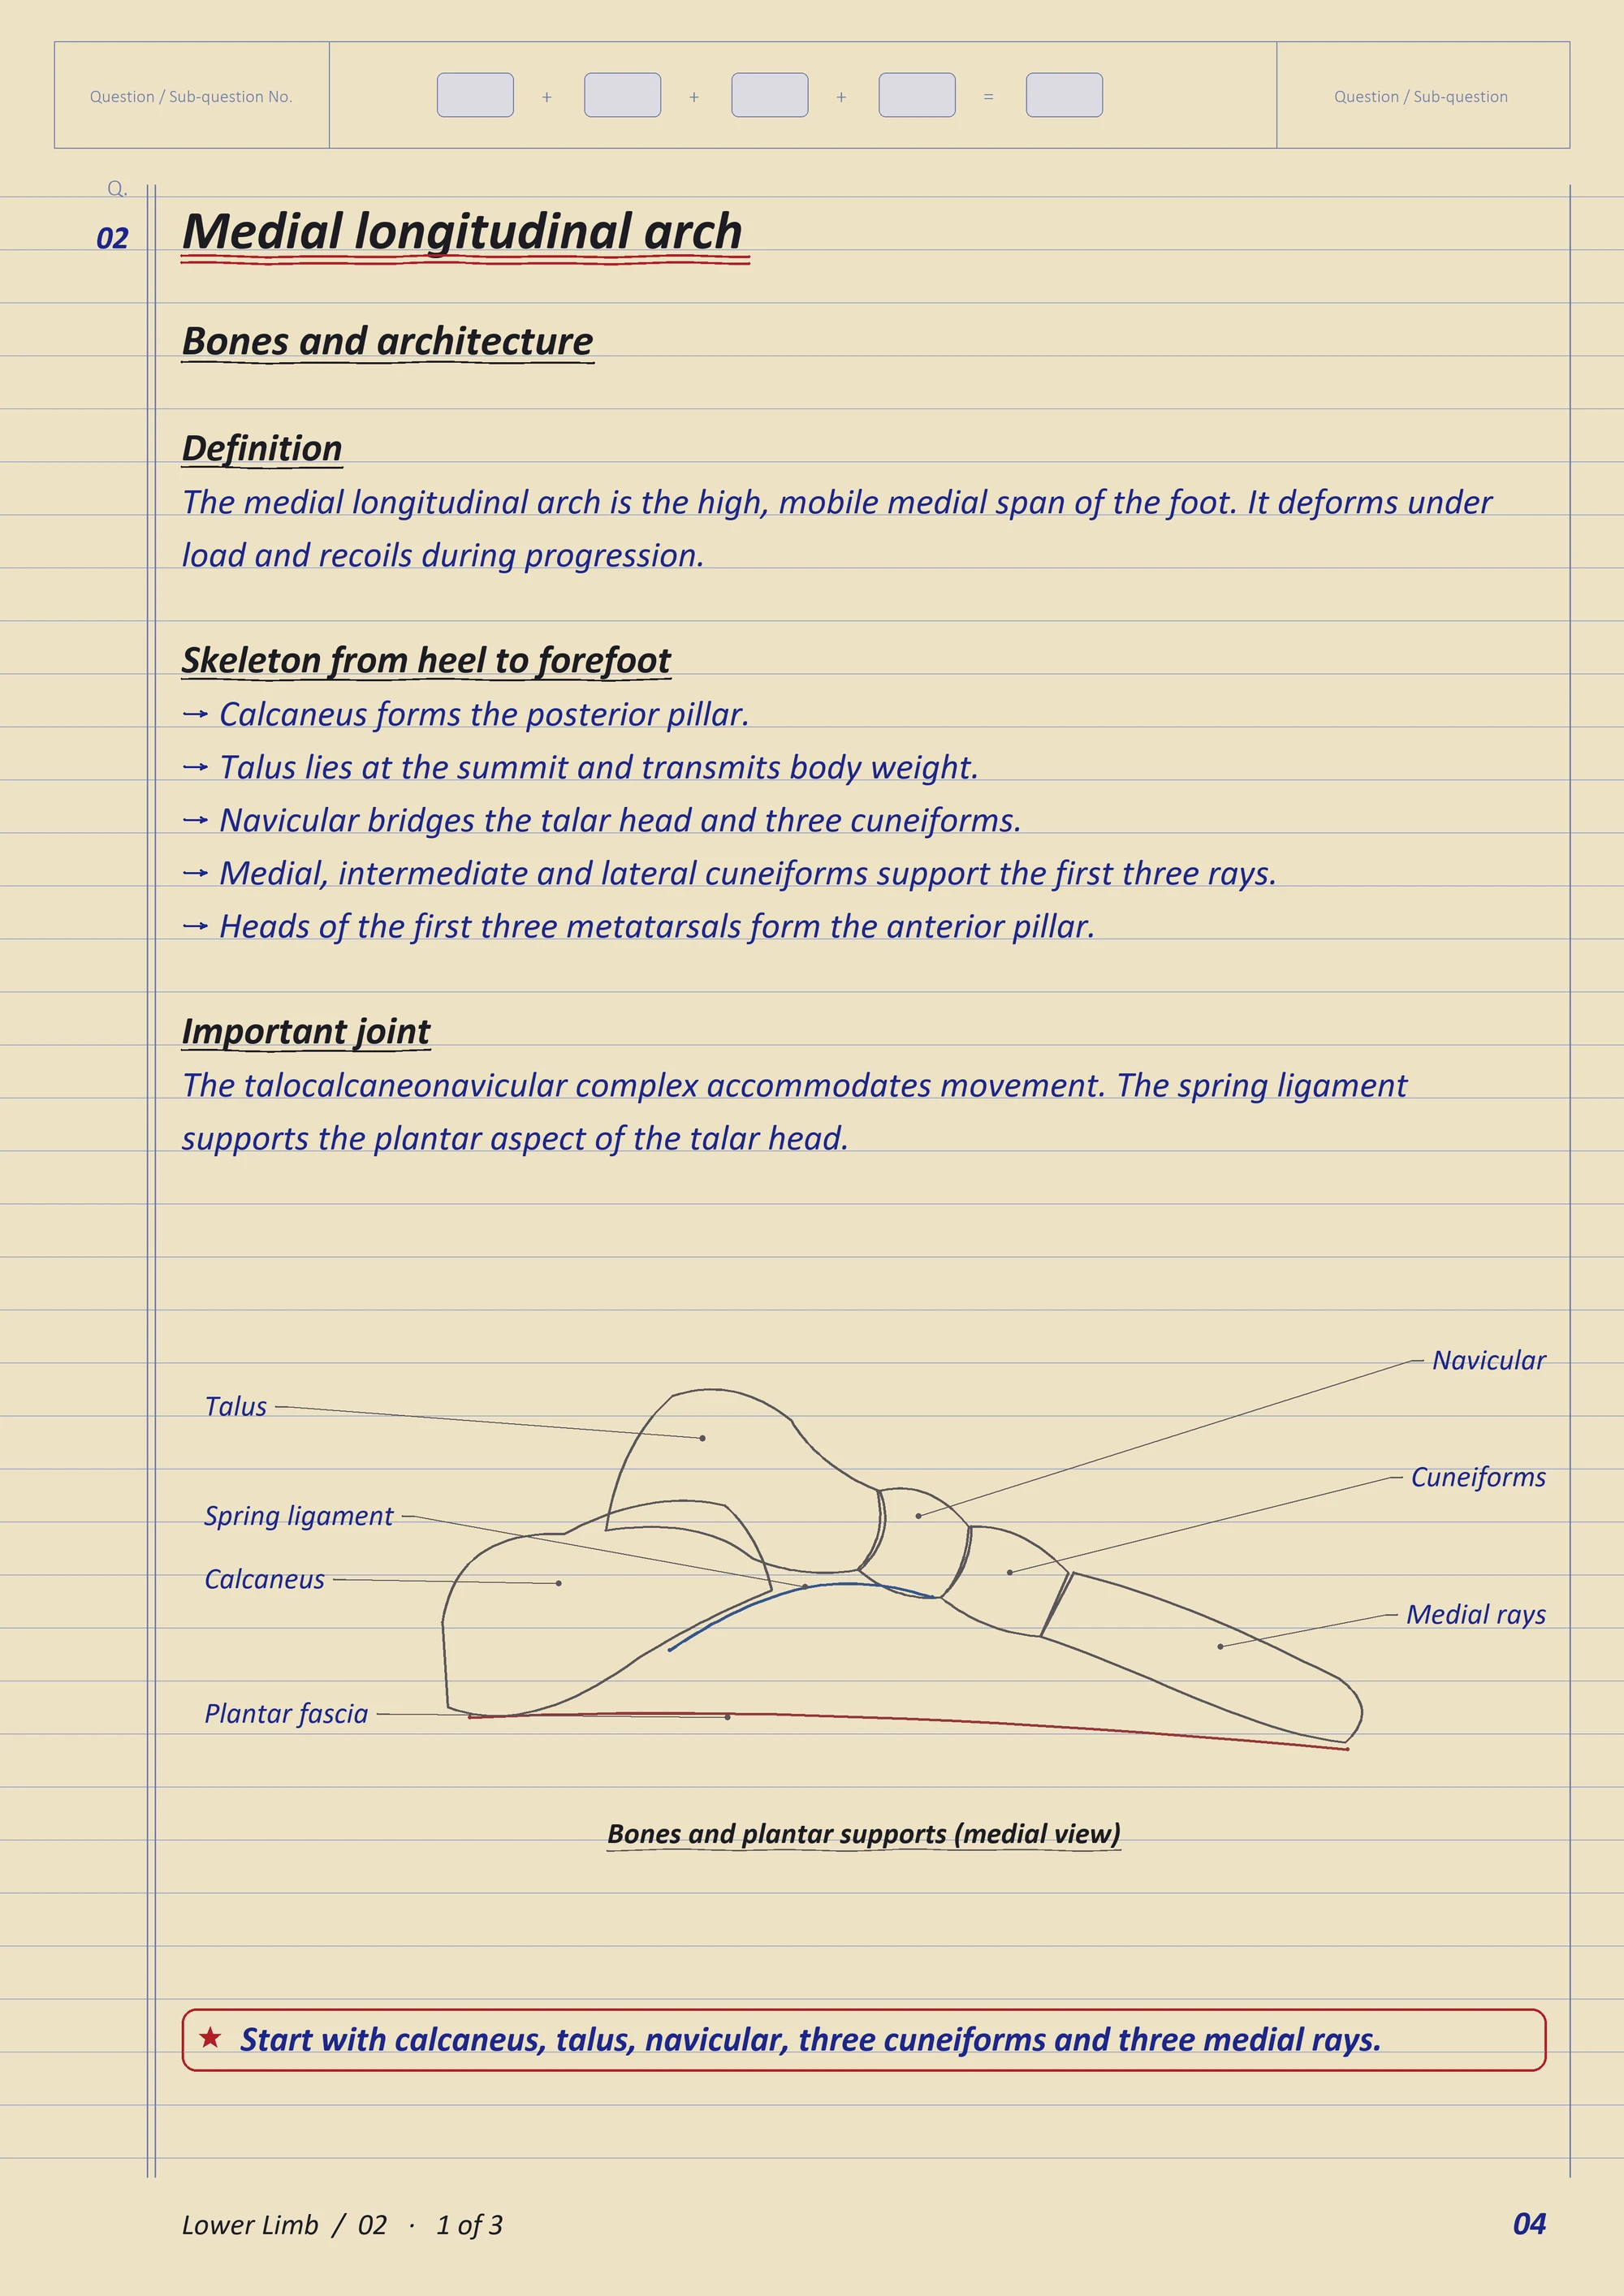 Question / Sub-question No.
+ + + =
Question / Sub-question
Q.
02
Medial longitudinal arch
Bones and architecture
Definition
The medial longitudinal arch is the high, mobile medial span of the foot. It deforms under
load and recoils during progression.
Skeleton from heel to forefoot
→ Calcaneus forms the posterior pillar.
→ Talus lies at the summit and transmits body weight.
→ Navicular bridges the talar head and three cuneiforms.
→ Medial, intermediate and lateral cuneiforms support the first three rays.
→ Heads of the first three metatarsals form the anterior pillar.
Important joint
The talocalcaneonavicular complex accommodates movement. The spring ligament
supports the plantar aspect of the talar head.
Navicular
Talus
Cuneiforms
Spring ligament
Calcaneus
Medial rays
Plantar fascia
Bones and plantar supports (medial view)
★ Start with calcaneus, talus, navicular, three cuneiforms and three medial rays.
Lower Limb / 02 · 1 of 3
04